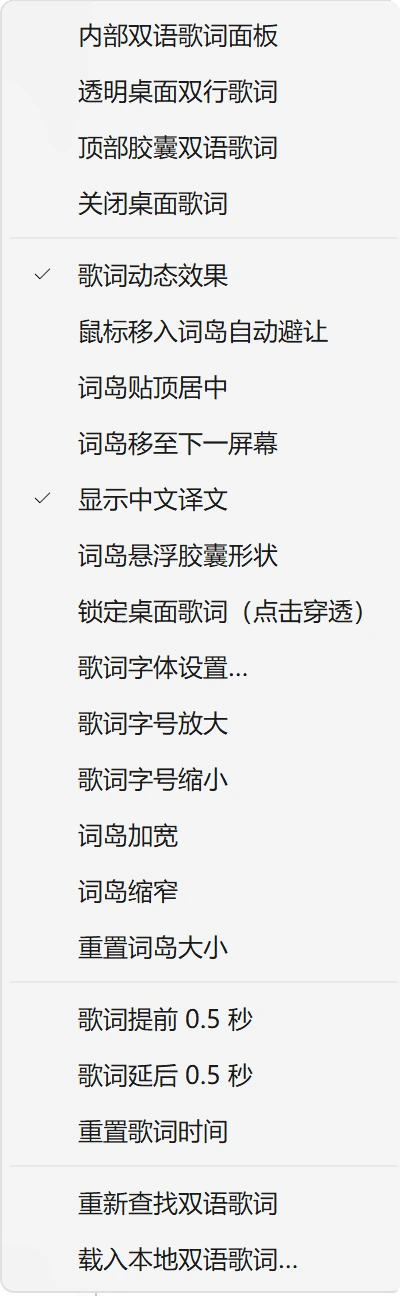 内部双语歌词面板
透明桌面双行歌词
顶部胶囊双语歌词
关闭桌面歌词
歌词动态效果
鼠标移入词岛自动避让
词岛贴顶居中
词岛移至下一屏幕
显示中文译文
词岛悬浮胶囊形状
锁定桌面歌词（点击穿透）
歌词字体设置...
歌词字号放大
歌词字号缩小
词岛加宽
词岛缩窄
重置词岛大小
歌词提前 0.5 秒
歌词延后 0.5 秒
重置歌词时间
重新查找双语歌词
载入本地双语歌词...